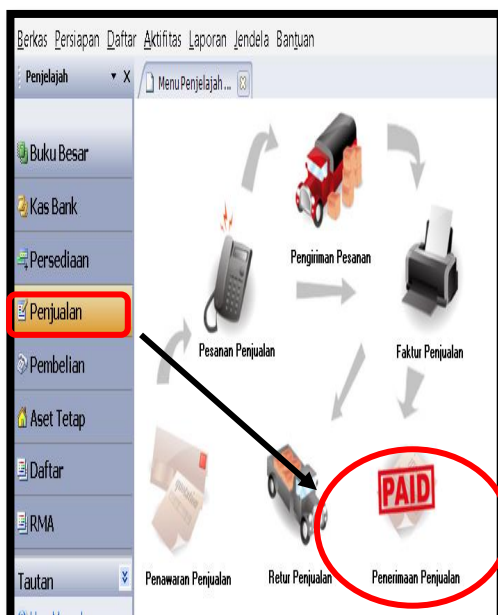 Berkas Persiapan Daftar Aktifitas Laporan Jendela Bantuan
Penjelajah
X
Menu Penjelajah ...
Buku Besar
Kas Bank
Persediaan
Penjualan
Pembelian
Aset Tetap
Daftar
RMA
Tautan
Pengiriman Pesanan
Pesanan Penjualan
Faktur Penjualan
quotation
PAID
Penawaran Penjualan
Retur Penjualan
Penerimaan Penjualan